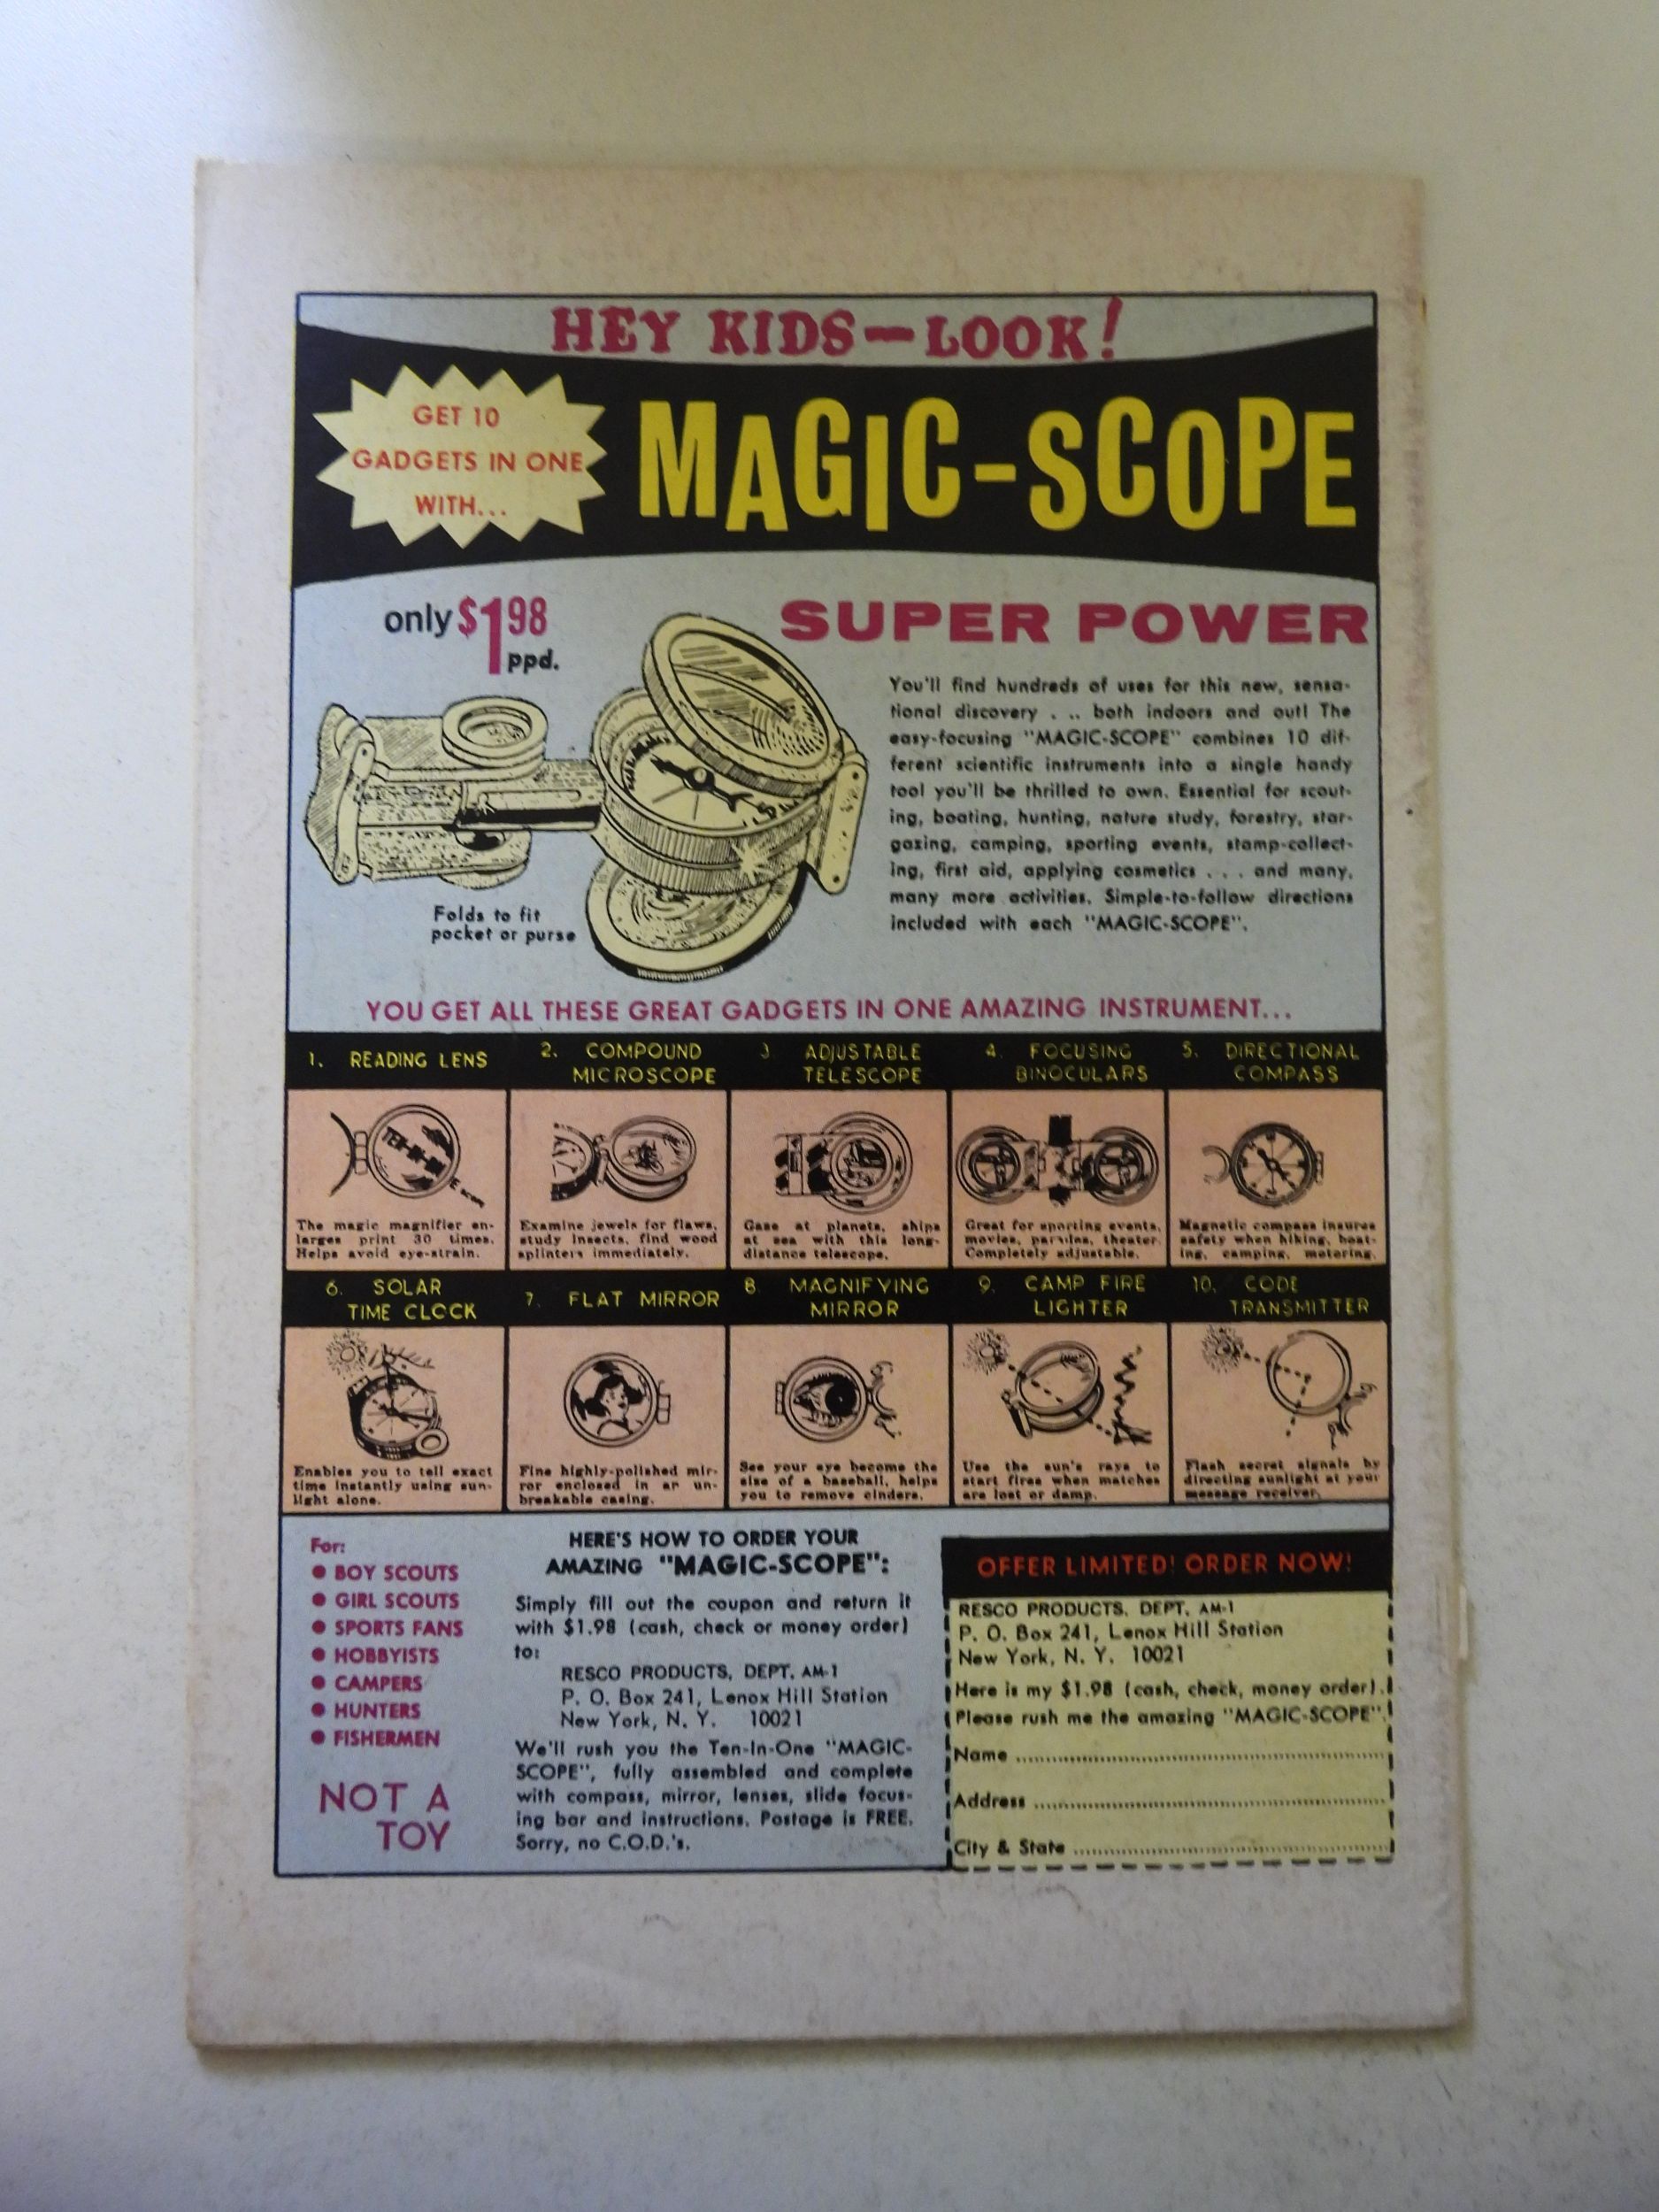 HEY KIDS—LOOK!
GET 10
GADGETS IN ONE
WITH...
MAGIC-SCOPE
only $1.98
ppd.
SUPER POWER
You'll find hundreds of uses for this new, sensa-
tional discovery . .. both indoors and out! The
easy-focusing "MAGIC-SCOPE" combines 10 dif-
ferent scientific instruments into a single handy
tool you'll be thrilled to own. Essential for scout-
ing, boating, hunting, nature study, forestry, star-
gazing, camping, sporting events, stamp-collect-
ing, first aid, applying cosmetics . . . and many,
many more activities. Simple-to-follow directions
included with each "MAGIC-SCOPE".
Folds to fit
pocket or purse
YOU GET ALL THESE GREAT GADGETS IN ONE AMAZING INSTRUMENT...
1. READING LENS
The magic magnifier en-
larges print 30 times.
Helps avoid eye-strain.
2. COMPOUND
MICROSCOPE
Examine jewels for flaws,
study insects, find wood
splinters immediately.
3. ADJUSTABLE
TELESCOPE
Gaze at planets, ships
at sea with this long-
distance telescope.
4. FOCUSING
BINOCULARS
Great for sporting events,
movies, parades, theater.
Completely adjustable.
5. DIRECTIONAL
COMPASS
Magnetic compass insures
safety when hiking, boat-
ing, camping, motoring.
6. SOLAR
TIME CLOCK
Enables you to tell exact
time instantly using sun-
light alone.
7. FLAT MIRROR
Fine highly-polished mir-
ror enclosed in an un-
breakable casing.
8. MAGNIFYING
MIRROR
See your eye become the
size of a baseball, helps
you to remove cinders.
9. CAMP FIRE
LIGHTER
Use the sun's rays to
start fires when matches
are lost or damp.
10. CODE
TRANSMITTER
Flash secret signals by
directing sunlight at your
message receiver.
For:
• BOY SCOUTS
• GIRL SCOUTS
• SPORTS FANS
• HOBBYISTS
• CAMPERS
• HUNTERS
• FISHERMEN
NOT A
TOY
HERE'S HOW TO ORDER YOUR
AMAZING "MAGIC-SCOPE":
Simply fill out the coupon and return it
with $1.98 (cash, check or money order)
to:
RESCO PRODUCTS, DEPT. AM-1
P. O. Box 241, Lenox Hill Station
New York, N. Y. 10021
We'll rush you the Ten-In-One "MAGIC-
SCOPE", fully assembled and complete
with compass, mirror, lenses, slide focus-
ing bar and instructions. Postage is FREE.
Sorry, no C.O.D.'s.
OFFER LIMITED! ORDER NOW!
RESCO PRODUCTS. DEPT. AM-1
P. O. Box 241, Lenox Hill Station
New York, N. Y. 10021
Here is my $1.98 (cash, check, money order).
Please rush me the amazing "MAGIC-SCOPE".
Name
Address
City & State